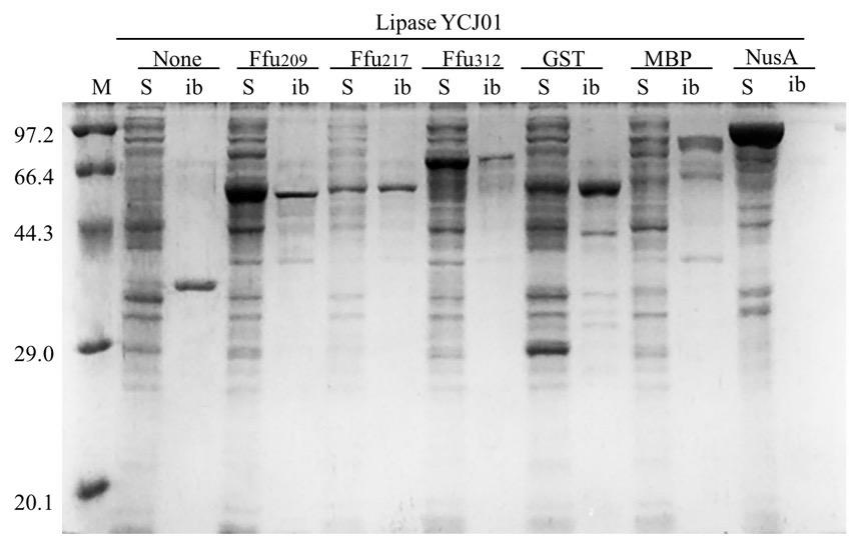 Lipase YCJ01
None Ffu209 Ffu217 Ffu312 GST MBP NusA
M S ib S ib S ib S ib S ib S ib S ib
97.2
66.4
44.3
29.0
20.1